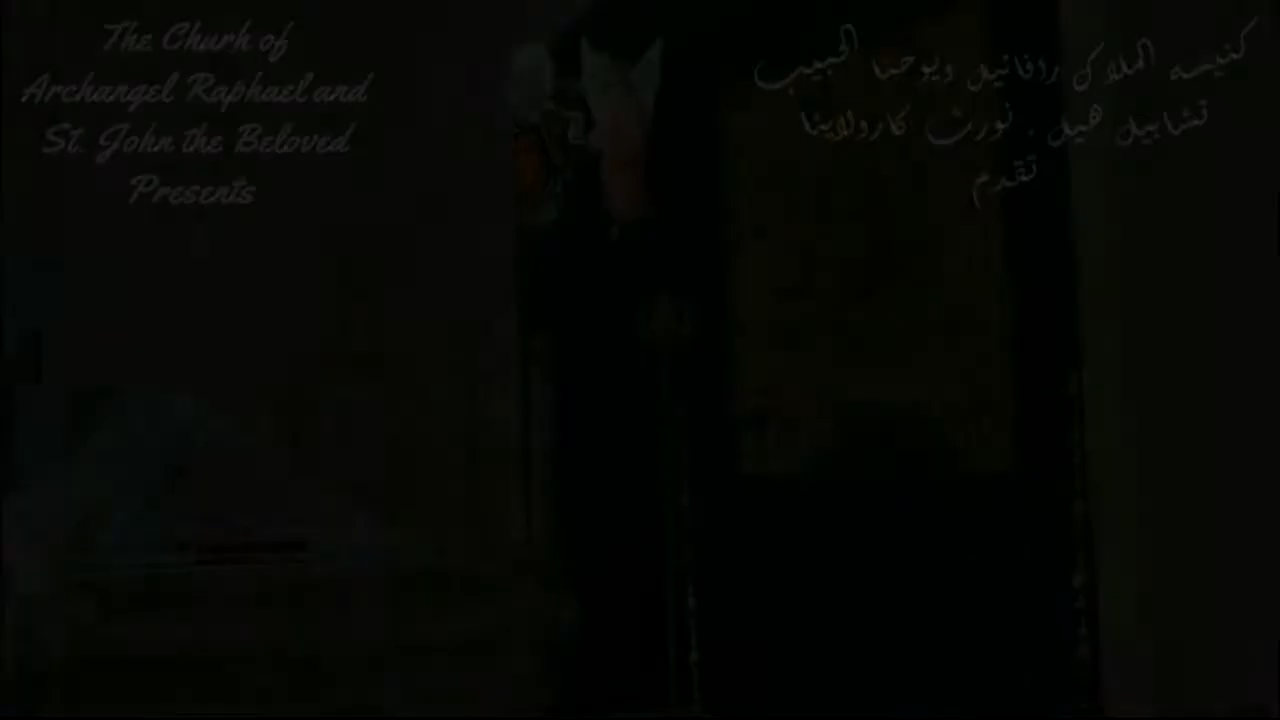 The Churh of
Archangel Raphael and
St. John the Beloved
Presents
كنيسه الملاك رافائيل ويوحنا الحبيب
تشابيل هيل . نورث كارولاينا
تقدم